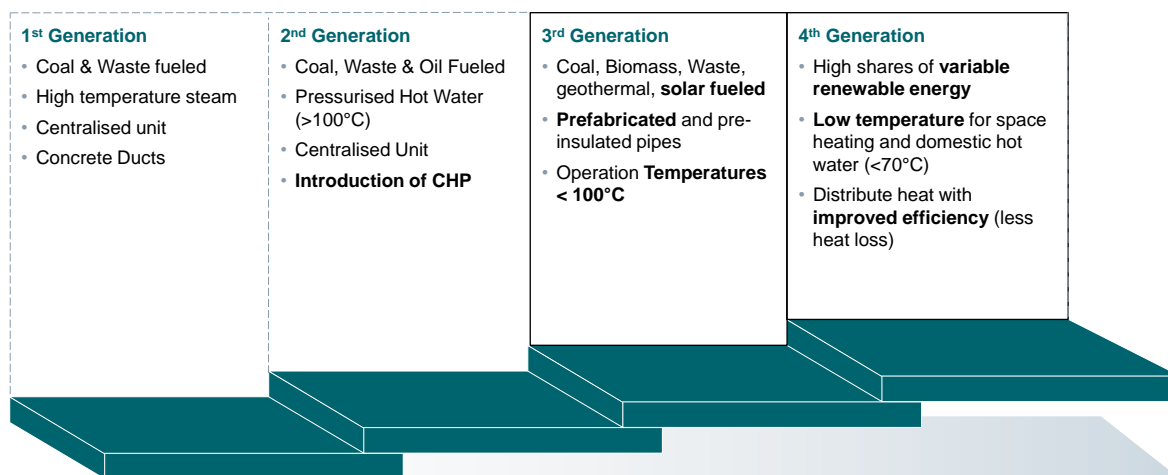 1st Generation
• Coal & Waste fueled
• High temperature steam
• Centralised unit
• Concrete Ducts
2nd Generation
• Coal, Waste & Oil Fueled
• Pressurised Hot Water
(>100°C)
• Centralised Unit
• Introduction of CHP
3rd Generation
• Coal, Biomass, Waste,
geothermal, solar fueled
• Prefabricated and pre-
insulated pipes
• Operation Temperatures
< 100°C
4th Generation
• High shares of variable
renewable energy
• Low temperature for space
heating and domestic hot
water (<70°C)
• Distribute heat with
improved efficiency (less
heat loss)